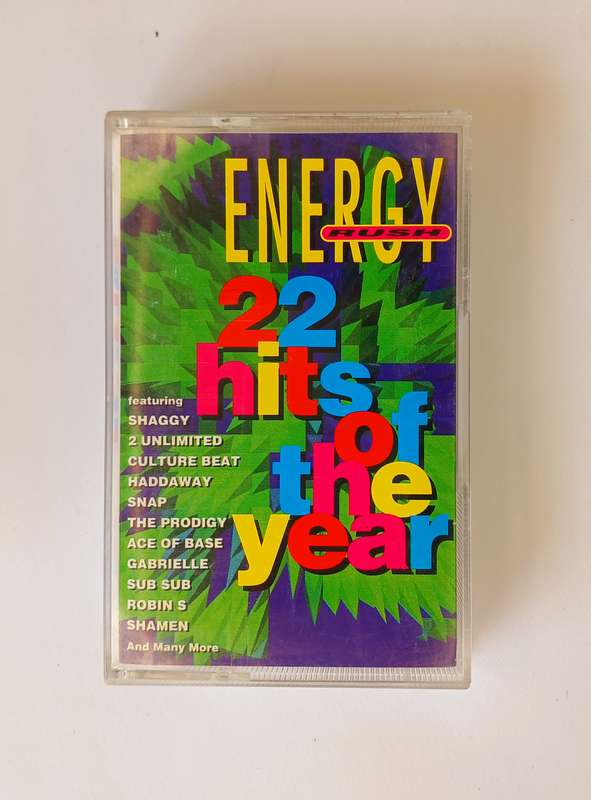 ENERGY
RUSH
22
hits
of
the
year
featuring
SHAGGY
2 UNLIMITED
CULTURE BEAT
HADDAWAY
SNAP
THE PRODIGY
ACE OF BASE
GABRIELLE
SUB SUB
ROBIN S
SHAMEN
And Many More